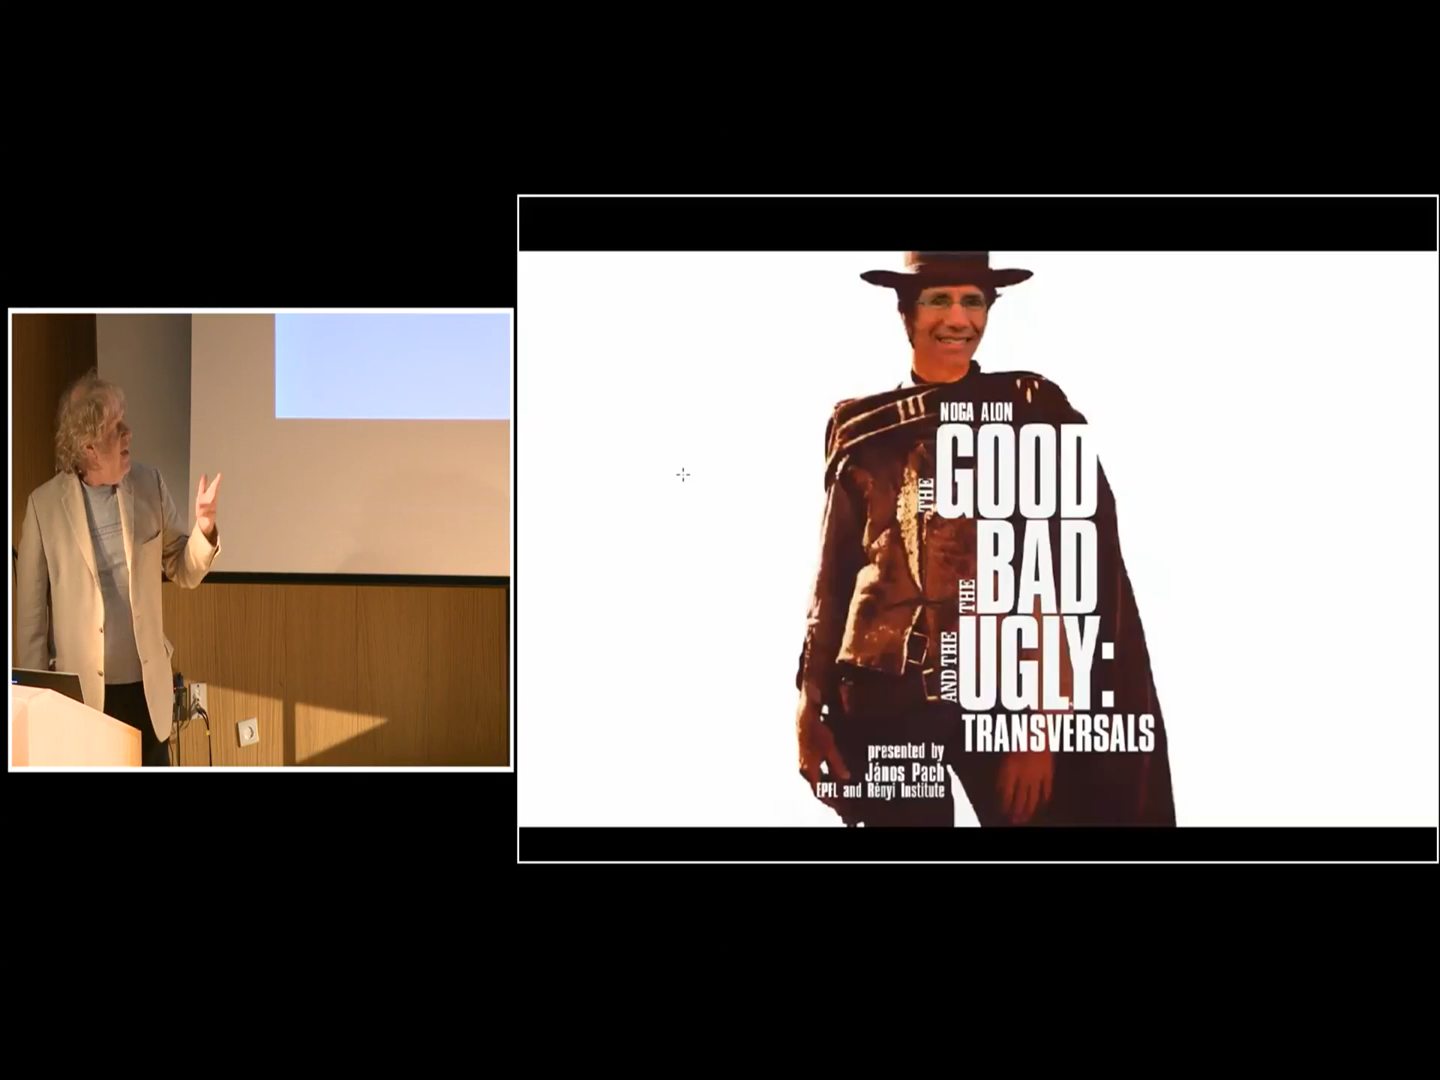 NOGA ALON
THE GOOD
THE BAD
AND THE UGLY:
TRANSVERSALS
presented by
János Pach
EPFL and Rényi Institute